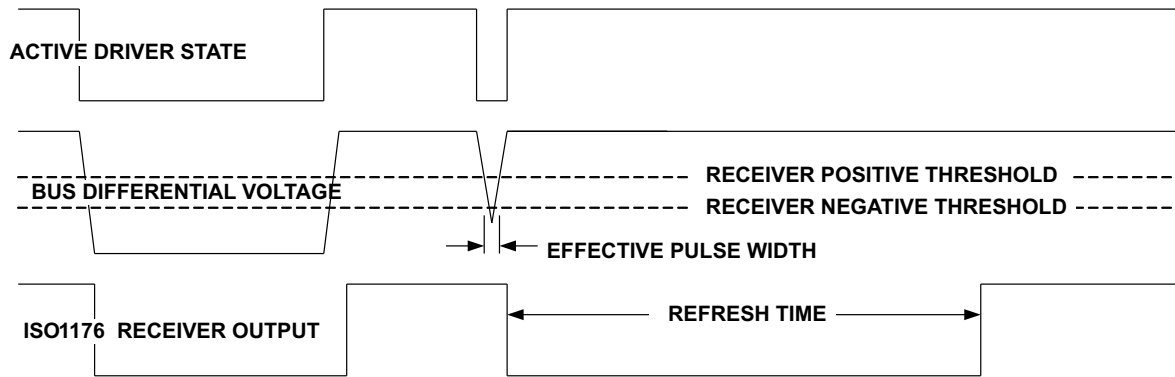 ACTIVE DRIVER STATE
RECEIVER POSITIVE THRESHOLD
BUS DIFFERENTIAL VOLTAGE
RECEIVER NEGATIVE THRESHOLD
EFFECTIVE PULSE WIDTH
REFRESH TIME
ISO1176 RECEIVER OUTPUT